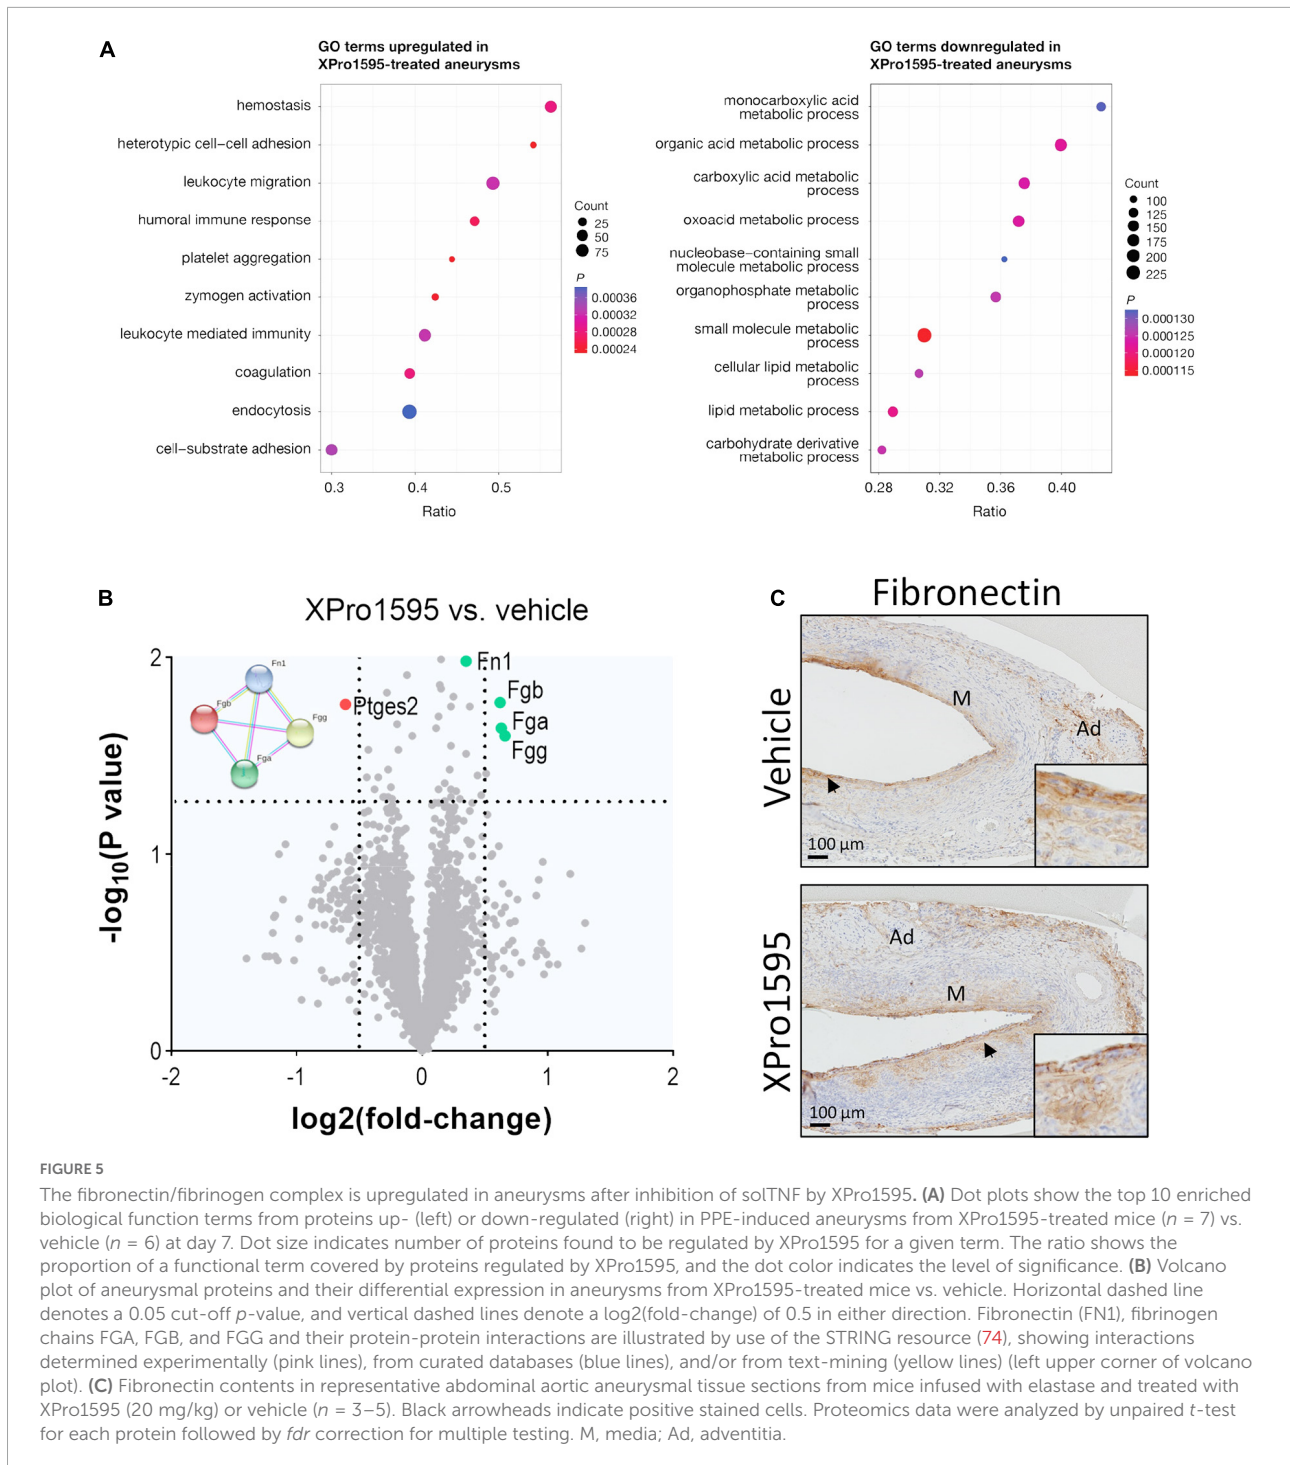 A
GO terms upregulated in
XPro1595-treated aneurysms
hemostasis
heterotypic cell–cell adhesion
leukocyte migration
humoral immune response
platelet aggregation
zymogen activation
leukocyte mediated immunity
coagulation
endocytosis
cell–substrate adhesion
0.3 0.4 0.5
Ratio
Count
25
50
75
P
0.00036
0.00032
0.00028
0.00024
GO terms downregulated in
XPro1595-treated aneurysms
monocarboxylic acid
metabolic process
organic acid metabolic process
carboxylic acid metabolic
process
oxoacid metabolic process
nucleobase–containing small
molecule metabolic process
organophosphate metabolic
process
small molecule metabolic
process
cellular lipid metabolic
process
lipid metabolic process
carbohydrate derivative
metabolic process
0.28 0.32 0.36 0.40
Ratio
Count
100
125
150
175
200
225
P
0.000130
0.000125
0.000120
0.000115
B
XPro1595 vs. vehicle
2
1
0
-log10(P value)
Fn1
Fgb
Fgg
Fga
Ptges2
Fn1
Fgb
Fga
Fgg
-2 -1 0 1 2
log2(fold-change)
C
Fibronectin
Vehicle
M
Ad
100 µm
XPro1595
Ad
M
100 µm
FIGURE 5
The fibronectin/fibrinogen complex is upregulated in aneurysms after inhibition of solTNF by XPro1595. (A) Dot plots show the top 10 enriched
biological function terms from proteins up- (left) or down-regulated (right) in PPE-induced aneurysms from XPro1595-treated mice (n = 7) vs.
vehicle (n = 6) at day 7. Dot size indicates number of proteins found to be regulated by XPro1595 for a given term. The ratio shows the
proportion of a functional term covered by proteins regulated by XPro1595, and the dot color indicates the level of significance. (B) Volcano
plot of aneurysmal proteins and their differential expression in aneurysms from XPro1595-treated mice vs. vehicle. Horizontal dashed line
denotes a 0.05 cut-off p-value, and vertical dashed lines denote a log2(fold-change) of 0.5 in either direction. Fibronectin (FN1), fibrinogen
chains FGA, FGB, and FGG and their protein-protein interactions are illustrated by use of the STRING resource (74), showing interactions
determined experimentally (pink lines), from curated databases (blue lines), and/or from text-mining (yellow lines) (left upper corner of volcano
plot). (C) Fibronectin contents in representative abdominal aortic aneurysmal tissue sections from mice infused with elastase and treated with
XPro1595 (20 mg/kg) or vehicle (n = 3–5). Black arrowheads indicate positive stained cells. Proteomics data were analyzed by unpaired t-test
for each protein followed by fdr correction for multiple testing. M, media; Ad, adventitia.